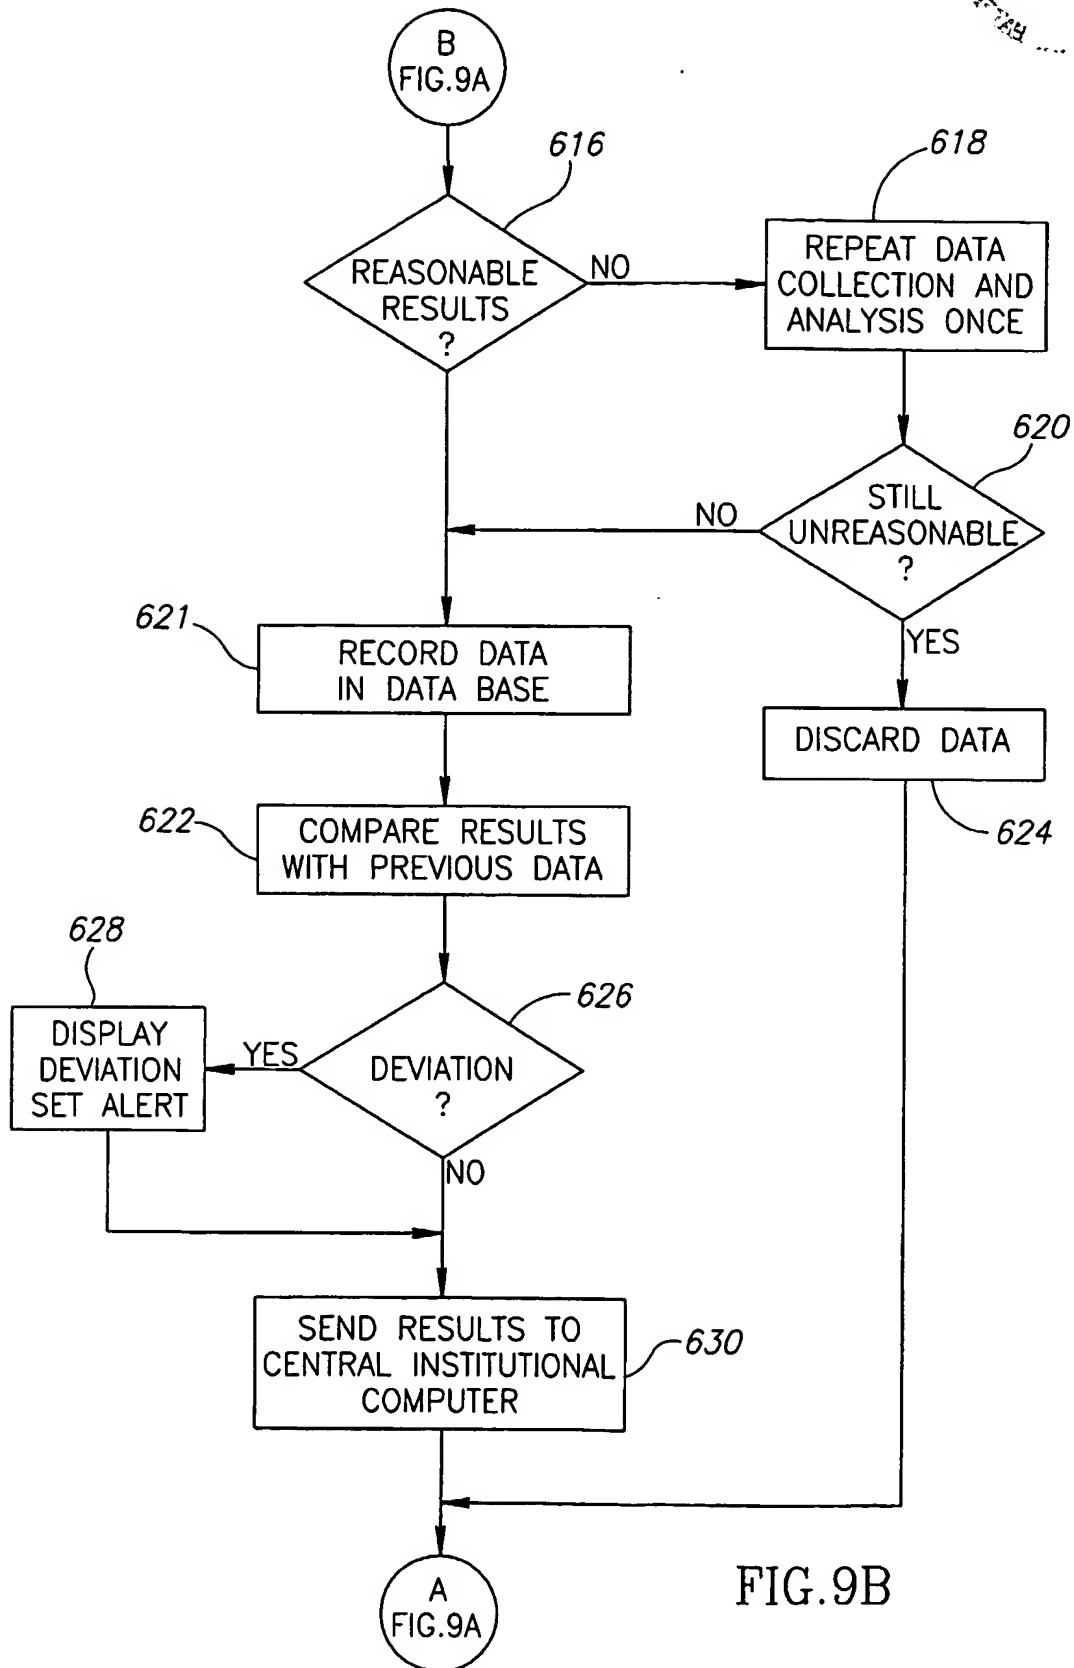 B
FIG.9A
616
618
REASONABLE
RESULTS
?
NO
REPEAT DATA
COLLECTION AND
ANALYSIS ONCE
620
STILL
UNREASONABLE
?
NO
YES
621
RECORD DATA
IN DATA BASE
DISCARD DATA
624
622
COMPARE RESULTS
WITH PREVIOUS DATA
628
626
DISPLAY
DEVIATION
SET ALERT
YES
DEVIATION
?
NO
SEND RESULTS TO
CENTRAL INSTITUTIONAL
COMPUTER
630
A
FIG.9A
FIG.9B